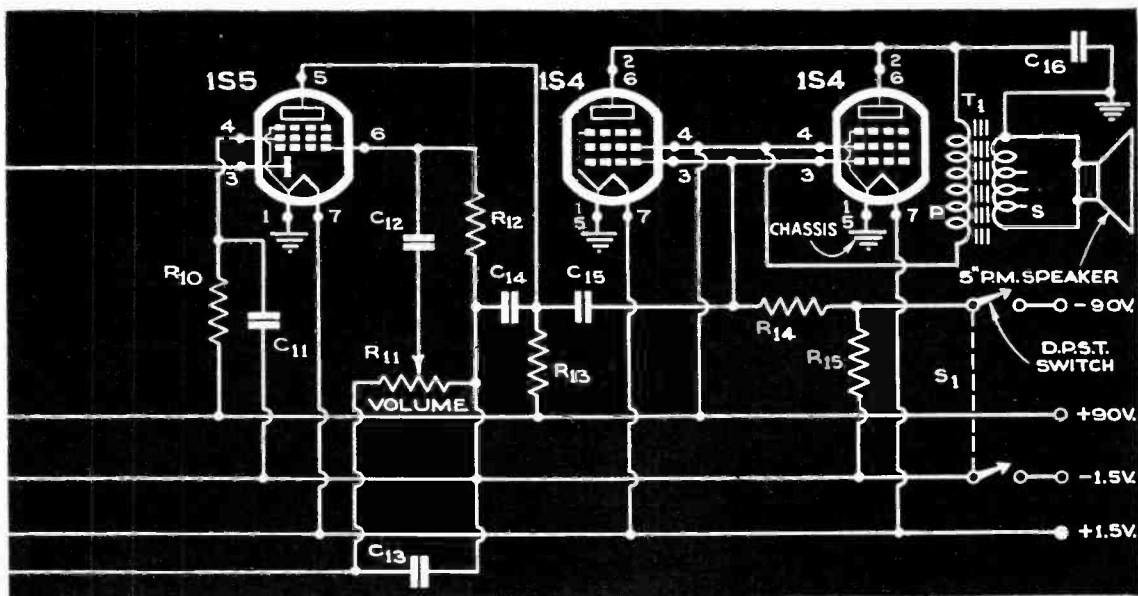 1S5
5
4
3
6
1
7
R10
C11
C12
R12
R11
VOLUME
C13
C14
C15
R13
1S4
2
6
4
3
1
5
7
1S4
2
6
4
3
1
5
7
CHASSIS
C16
T1
P
S
5" P.M. SPEAKER
R14
R15
S1
-90V.
D.P.S.T.
SWITCH
+90V.
-1.5V.
+1.5V.